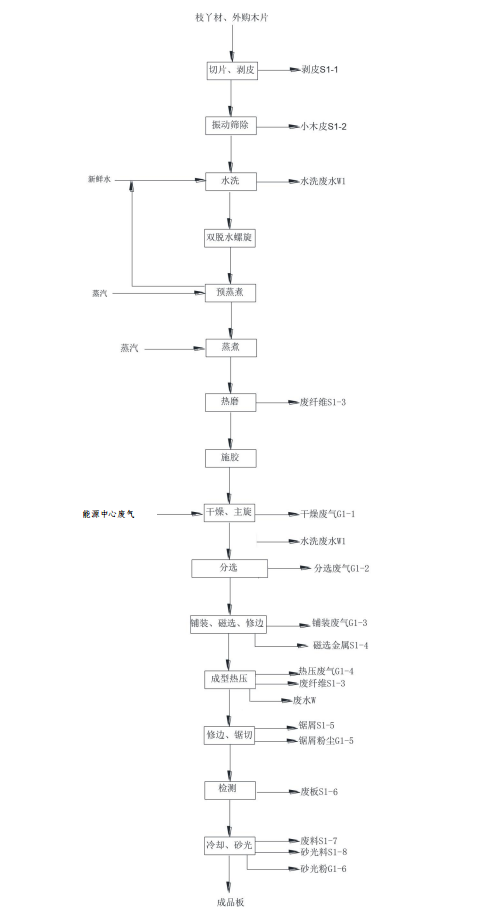 枝丫材、外购木片
切片、剥皮
剥皮S1-1
振动筛除
小木皮S1-2
新鲜水
水洗
水洗废水W1
双脱水螺旋
蒸汽
预蒸煮
蒸汽
蒸煮
热磨
废纤维S1-3
施胶
能源中心废气
干燥、主旋
干燥废气G1-1
水洗废水W1
分选
分选废气G1-2
铺装、磁选、修边
铺装废气G1-3
磁选金属S1-4
成型热压
热压废气G1-4
废纤维S1-3
废水W
修边、锯切
锯屑S1-5
锯屑粉尘G1-5
检测
废板S1-6
冷却、砂光
废料S1-7
砂光料S1-8
砂光粉G1-6
成品板